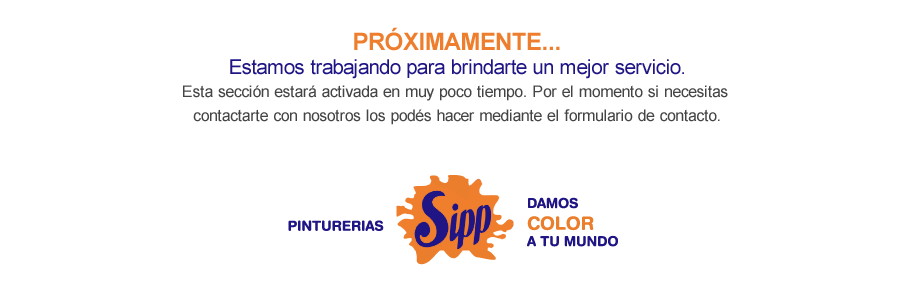 PRÓXIMAMENTE...
Estamos trabajando para brindarte un mejor servicio.
Esta sección estará activada en muy poco tiempo. Por el momento si necesitas
contactarte con nosotros los podés hacer mediante el formulario de contacto.
PINTURERIAS
Sipp
DAMOS
COLOR
A TU MUNDO